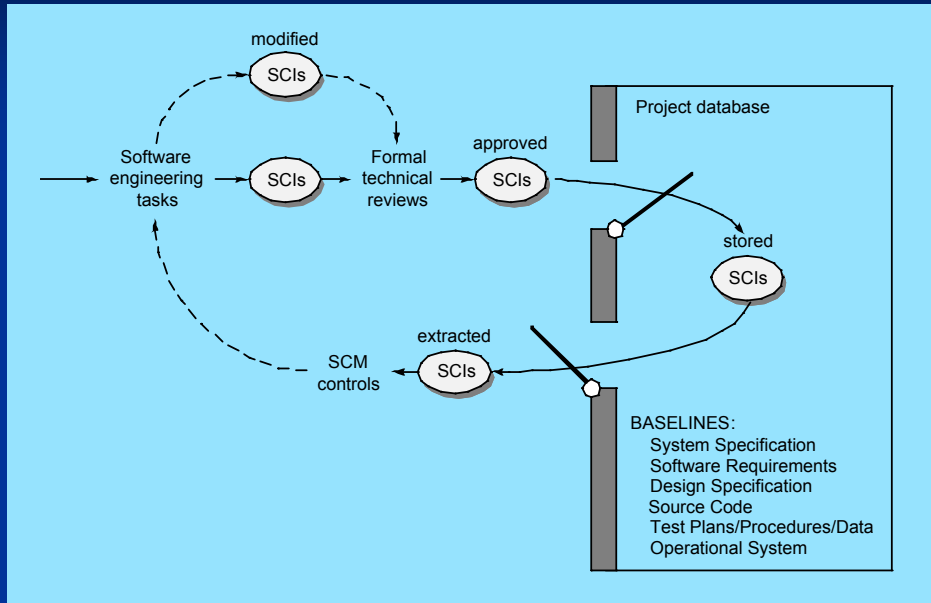 modified
SCIs
Project database
approved
Software
engineering
tasks
SCIs
Formal
technical
reviews
SCIs
stored
SCIs
extracted
SCM
controls
SCIs
BASELINES:
System Specification
Software Requirements
Design Specification
Source Code
Test Plans/Procedures/Data
Operational System